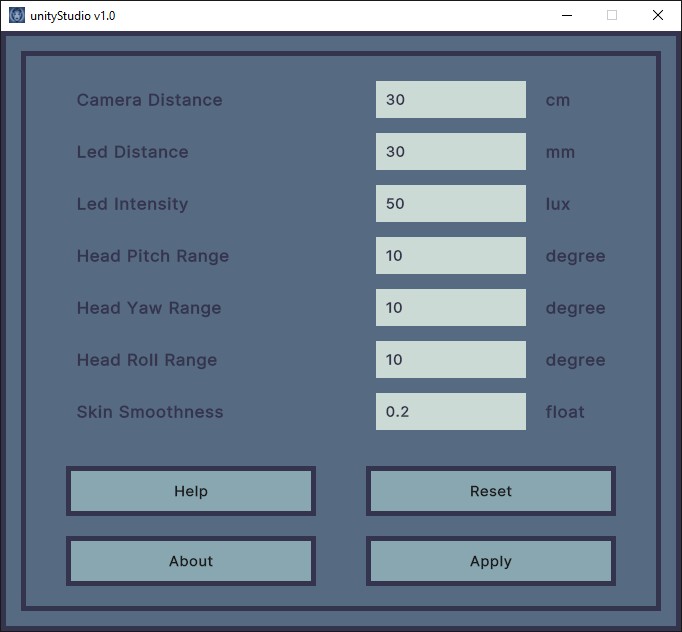 unityStudio v1.0
Camera Distance 30 cm
Led Distance 30 mm
Led Intensity 50 lux
Head Pitch Range 10 degree
Head Yaw Range 10 degree
Head Roll Range 10 degree
Skin Smoothness 0.2 float
Help Reset
About Apply